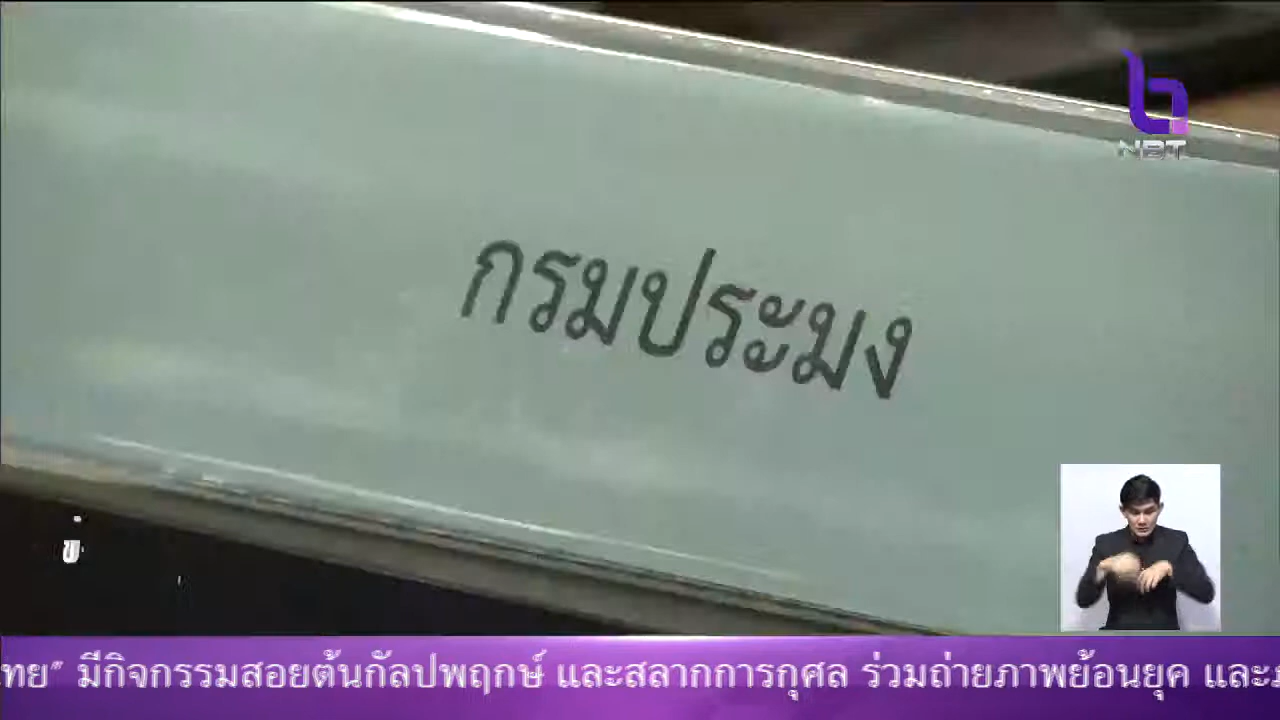 NBT
กรมประมง
ข
ไทย" มีกิจกรรมสอยต้นกัลปพฤกษ์ และสลากการกุศล ร่วมถ่ายภาพย้อนยุค และ